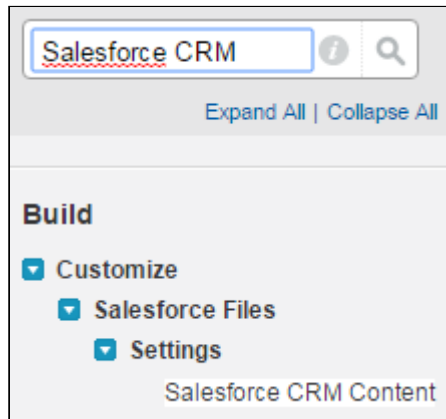 Salesforce CRM
Expand All | Collapse All
Build
Customize
Salesforce Files
Settings
Salesforce CRM Content